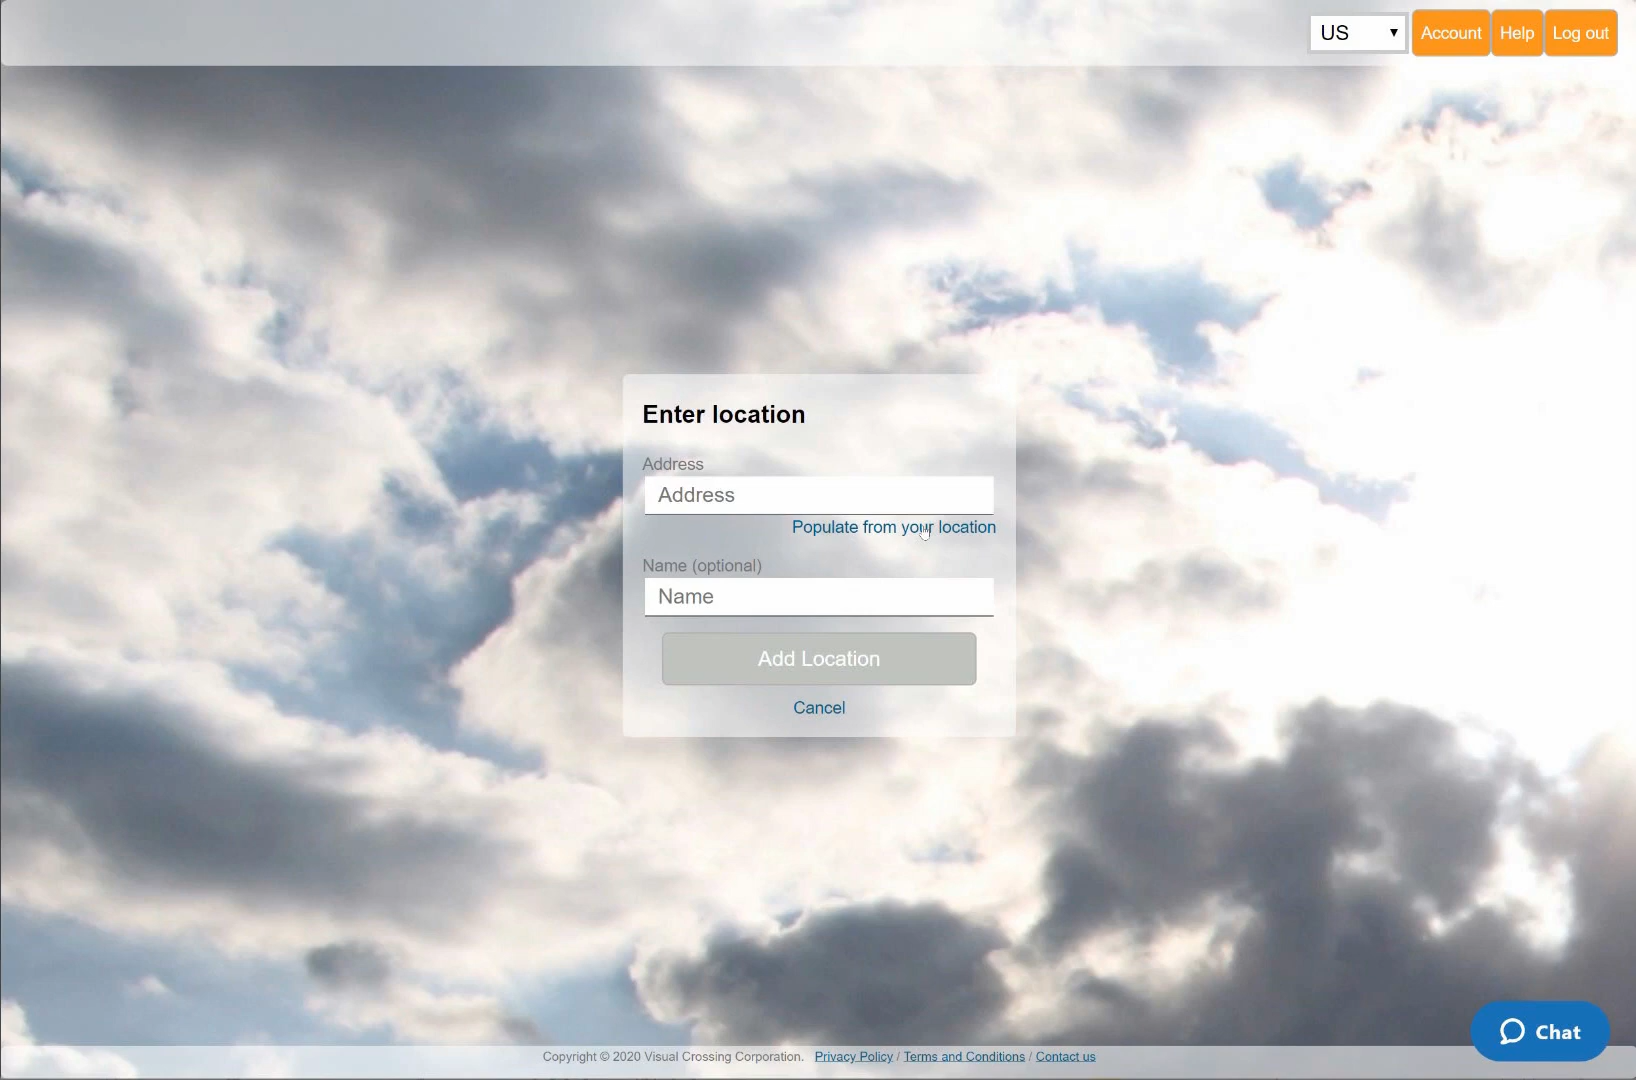 US Account Help Log out
Enter location
Address
Address
Populate from your location
Name (optional)
Name
Add Location
Cancel
Chat
Copyright © 2020 Visual Crossing Corporation. Privacy Policy / Terms and Conditions / Contact us